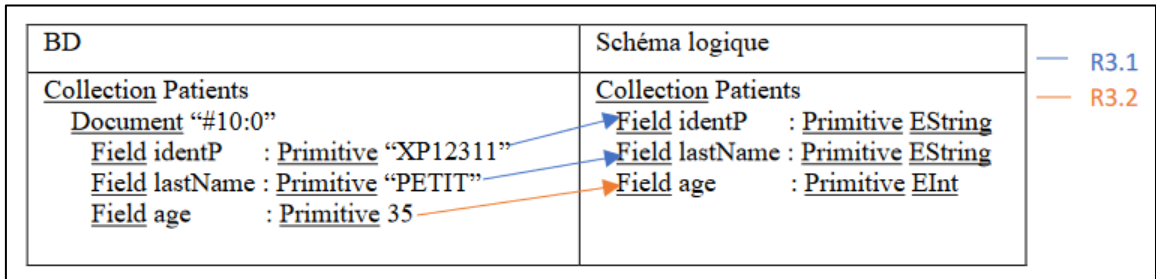 BD
Schéma logique
R3.1
R3.2
Collection Patients
Document “#10:0”
Field identP : Primitive “XP12311”
Field lastName : Primitive “PETIT”
Field age : Primitive 35
Collection Patients
Field identP : Primitive EString
Field lastName : Primitive EString
Field age : Primitive EInt